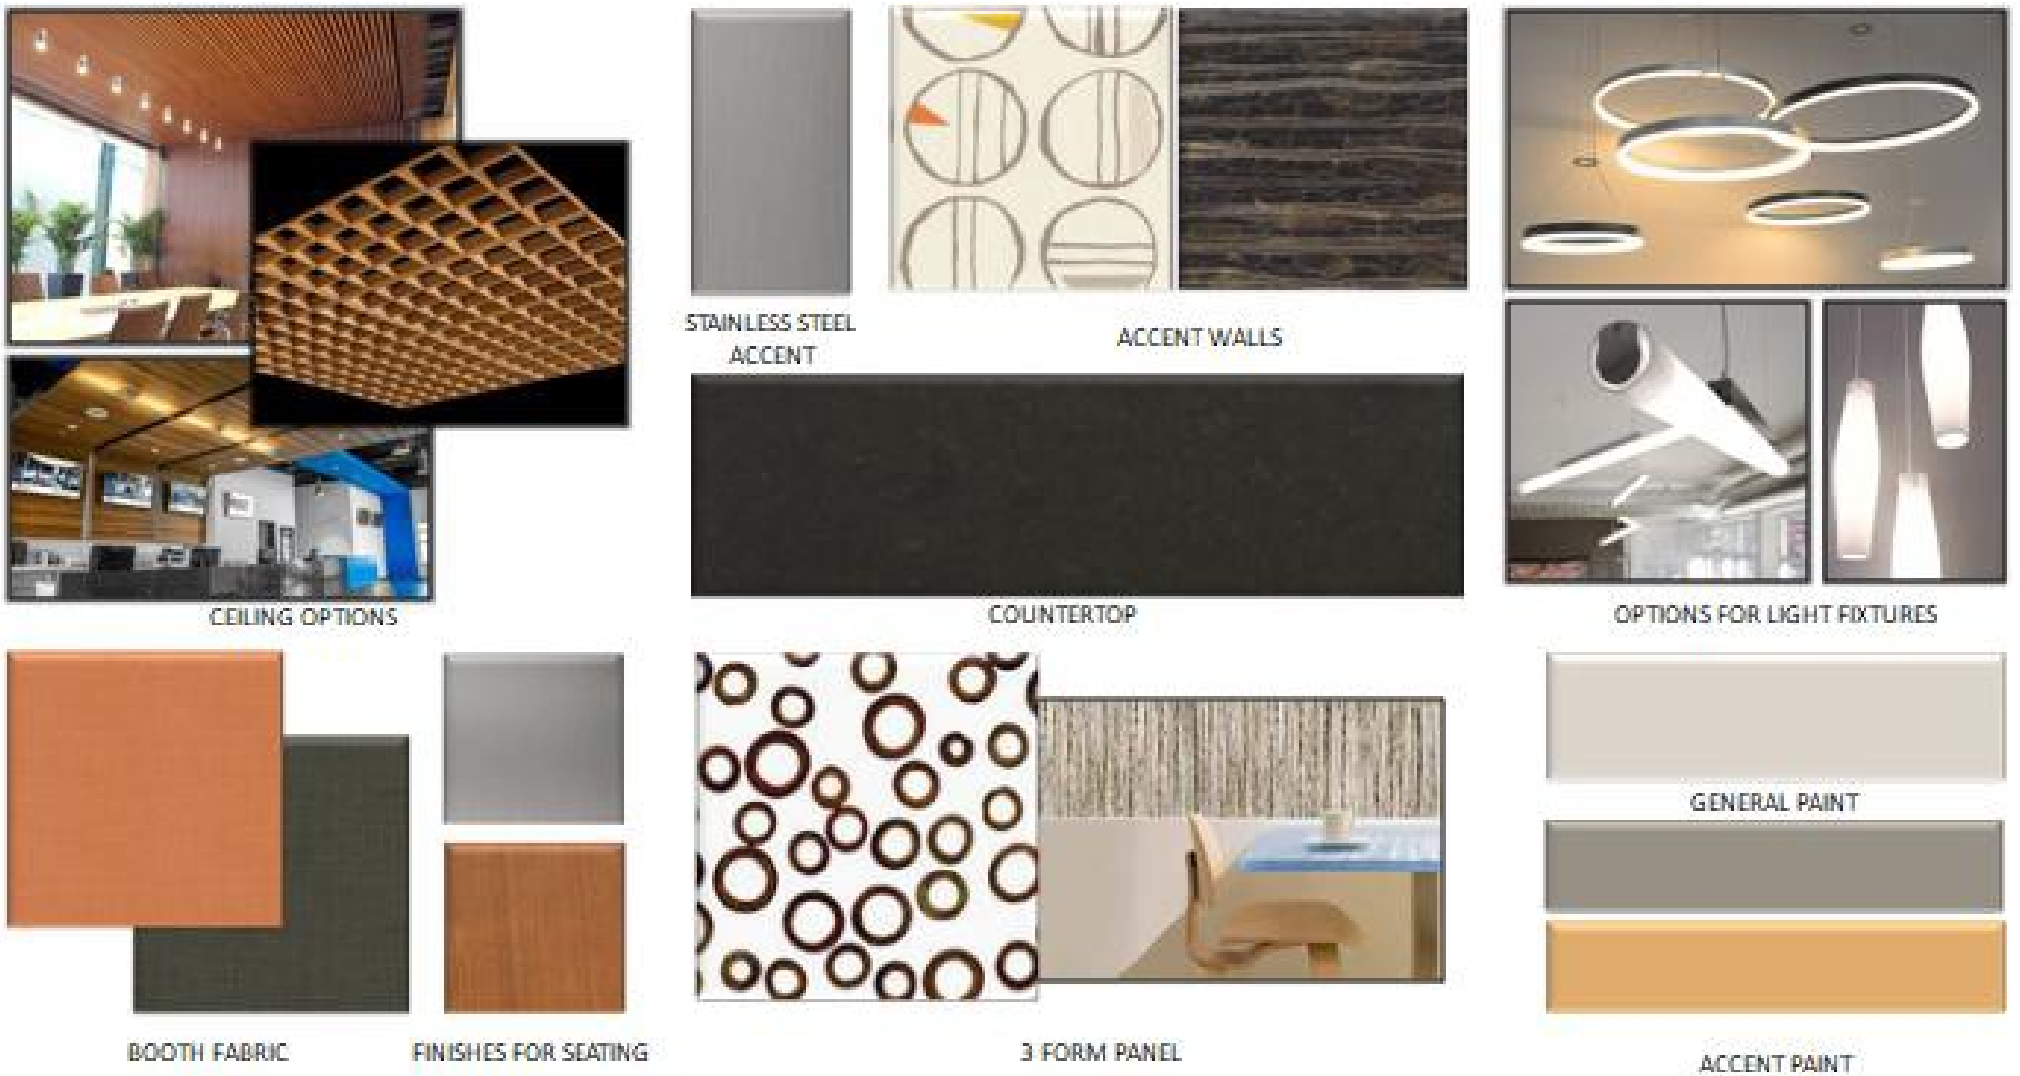 STAINLESS STEEL
ACCENT
ACCENT WALLS
CEILING OPTIONS
COUNTERTOP
OPTIONS FOR LIGHT FIXTURES
GENERAL PAINT
BOOTH FABRIC
FINISHES FOR SEATING
3 FORM PANEL
ACCENT PAINT